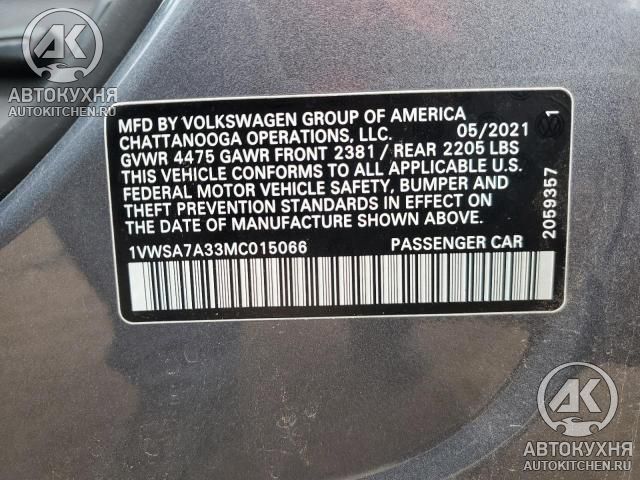 АВТОКУХНЯ
AUTOKITCHEN.RU
MFD BY VOLKSWAGEN GROUP OF AMERICA
CHATTANOOGA OPERATIONS, LLC. 05/2021
GVWR 4475 GAWR FRONT 2381 / REAR 2205 LBS
THIS VEHICLE CONFORMS TO ALL APPLICABLE U.S.
FEDERAL MOTOR VEHICLE SAFETY, BUMPER AND
THEFT PREVENTION STANDARDS IN EFFECT ON
THE DATE OF MANUFACTURE SHOWN ABOVE.
1VWSA7A33MC015066 PASSENGER CAR
2059357 1
АК
АВТОКУХНЯ
AUTOKITCHEN.RU